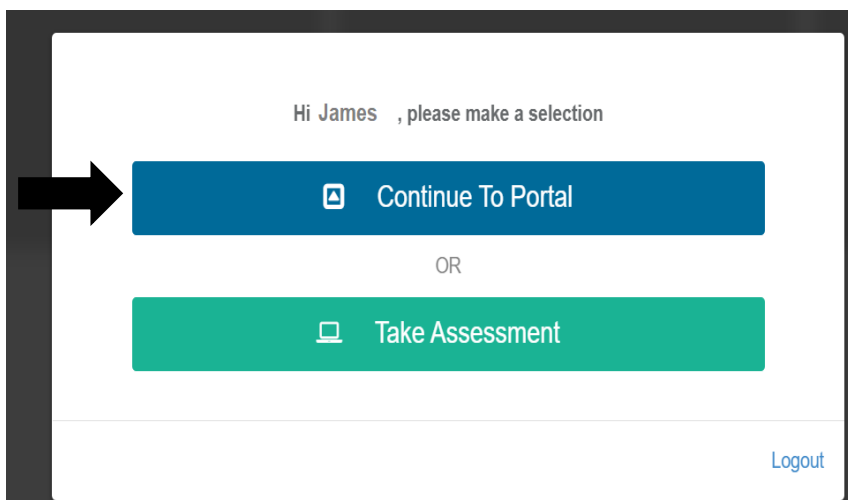 Hi James , please make a selection
Continue To Portal
OR
Take Assessment
Logout